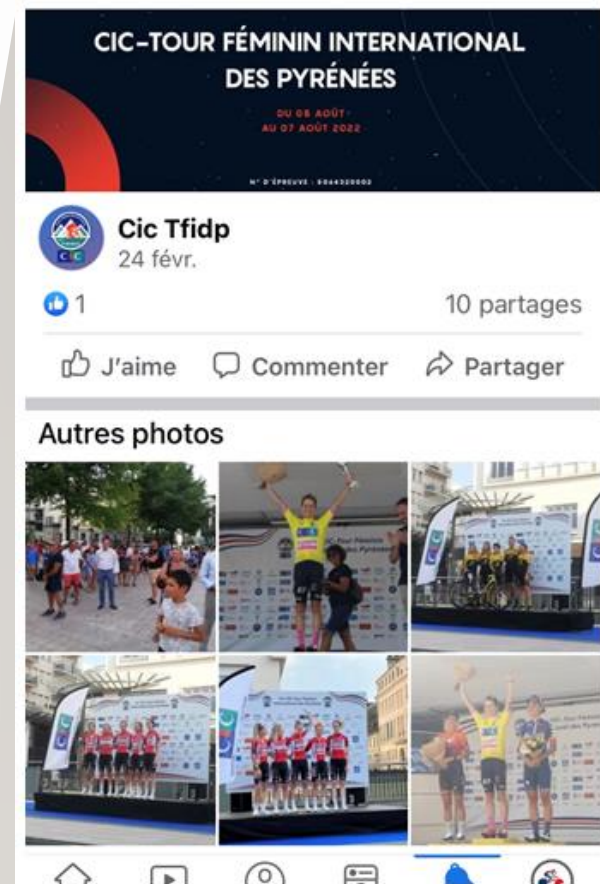 CIC-TOUR FÉMININ INTERNATIONAL
DES PYRÉNÉES
DU 05 AOÛT
AU 07 AOÛT 2022
Cic Tfidp
24 févr.
1
10 partages
J'aime
Commenter
Partager
Autres photos